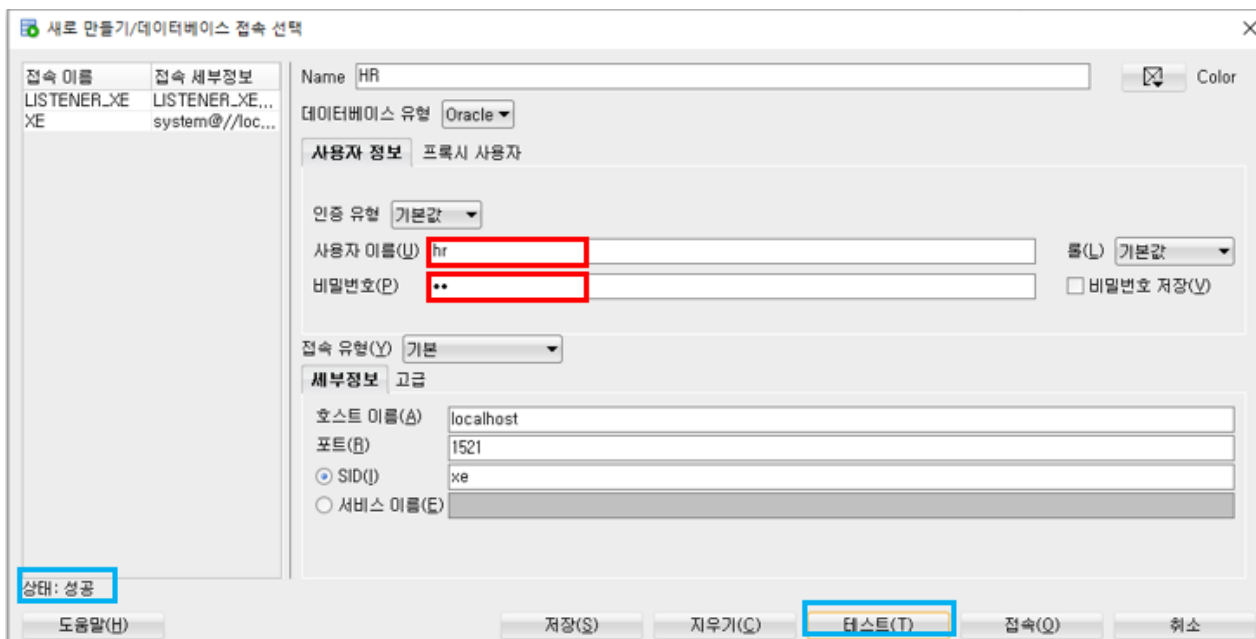 새로 만들기/데이터베이스 접속 선택
접속 이름 접속 세부정보
LISTENER_XE LISTENER_XE,,,
XE system@//loc,,,
Name HR Color
데이터베이스 유형 Oracle
사용자 정보 프록시 사용자
인증 유형 기본값
사용자 이름(U) hr 롤(L) 기본값
비밀번호(P) •• 비밀번호 저장(V)
접속 유형(Y) 기본
세부정보 고급
호스트 이름(A) localhost
포트(R) 1521
SID(I) xe
서비스 이름(E)
상태: 성공
도움말(H) 저장(S) 지우기(C) 테스트(T) 접속(O) 취소